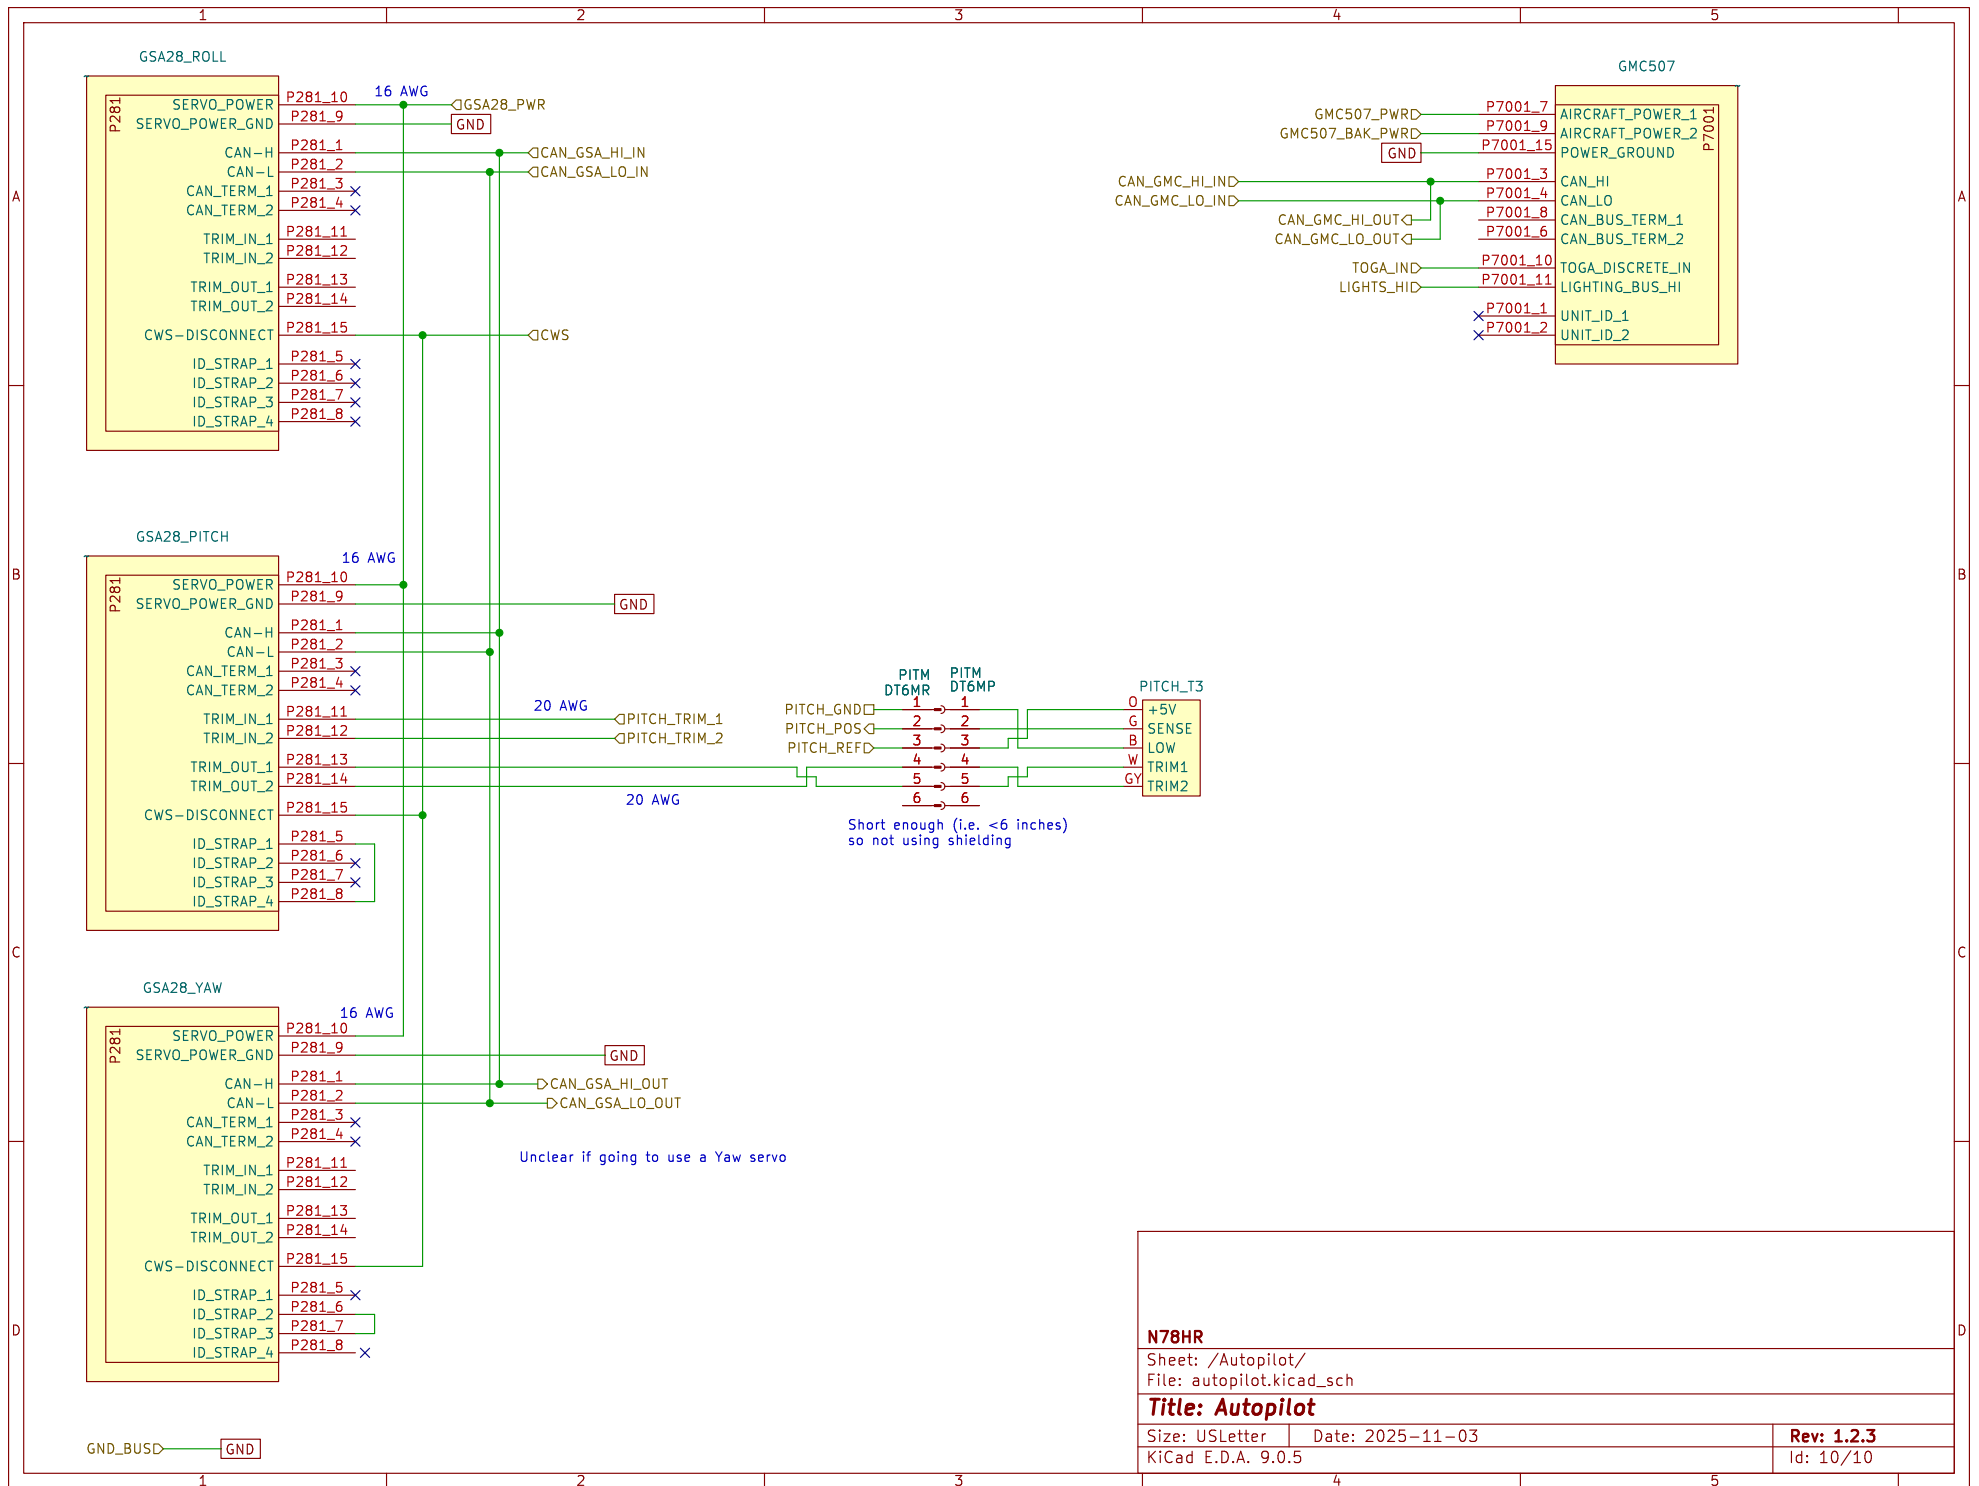 1 2 3 4 5
A
B
C
D
A
B
C
D
GSA28_ROLL
P281
16 AWG
SERVO_POWER P281_10 GSA28_PWR
SERVO_POWER_GND P281_9 GND
CAN-H P281_1 CAN_GSA_HI_IN
CAN-L P281_2 CAN_GSA_LO_IN
CAN_TERM_1 P281_3
CAN_TERM_2 P281_4
TRIM_IN_1 P281_11
TRIM_IN_2 P281_12
TRIM_OUT_1 P281_13
TRIM_OUT_2 P281_14
CWS-DISCONNECT P281_15 CWS
ID_STRAP_1 P281_5
ID_STRAP_2 P281_6
ID_STRAP_3 P281_7
ID_STRAP_4 P281_8
GMC507
P7001
GMC507_PWR P7001_7 AIRCRAFT_POWER_1
GMC507_BAK_PWR P7001_9 AIRCRAFT_POWER_2
GND P7001_15 POWER_GROUND
CAN_GMC_HI_IN P7001_3 CAN_HI
CAN_GMC_LO_IN P7001_4 CAN_LO
CAN_GMC_HI_OUT P7001_8 CAN_BUS_TERM_1
CAN_GMC_LO_OUT P7001_6 CAN_BUS_TERM_2
TOGA_IN P7001_10 TOGA_DISCRETE_IN
LIGHTS_HI P7001_11 LIGHTING_BUS_HI
P7001_1 UNIT_ID_1
P7001_2 UNIT_ID_2
GSA28_PITCH
P281
16 AWG
SERVO_POWER P281_10
SERVO_POWER_GND P281_9 GND
CAN-H P281_1
CAN-L P281_2
CAN_TERM_1 P281_3
CAN_TERM_2 P281_4
20 AWG
TRIM_IN_1 P281_11 PITCH_TRIM_1
TRIM_IN_2 P281_12 PITCH_TRIM_2
TRIM_OUT_1 P281_13
TRIM_OUT_2 P281_14
20 AWG
CWS-DISCONNECT P281_15
ID_STRAP_1 P281_5
ID_STRAP_2 P281_6
ID_STRAP_3 P281_7
ID_STRAP_4 P281_8
PITM PITM
DT6MR DT6MP
PITCH_T3
PITCH_GND 1 1 O +5V
PITCH_POS 2 2 G SENSE
PITCH_REF 3 3 B LOW
4 4 W TRIM1
5 5 GY TRIM2
6 6
Short enough (i.e. <6 inches)
so not using shielding
GSA28_YAW
P281
16 AWG
SERVO_POWER P281_10
SERVO_POWER_GND P281_9 GND
CAN-H P281_1 CAN_GSA_HI_OUT
CAN-L P281_2 CAN_GSA_LO_OUT
CAN_TERM_1 P281_3
CAN_TERM_2 P281_4
Unclear if going to use a Yaw servo
TRIM_IN_1 P281_11
TRIM_IN_2 P281_12
TRIM_OUT_1 P281_13
TRIM_OUT_2 P281_14
CWS-DISCONNECT P281_15
ID_STRAP_1 P281_5
ID_STRAP_2 P281_6
ID_STRAP_3 P281_7
ID_STRAP_4 P281_8
GND_BUS GND
N78HR
Sheet: /Autopilot/
File: autopilot.kicad_sch
Title: Autopilot
Size: USLetter Date: 2025-11-03 Rev: 1.2.3
KiCad E.D.A. 9.0.5 Id: 10/10
1 2 3 4 5